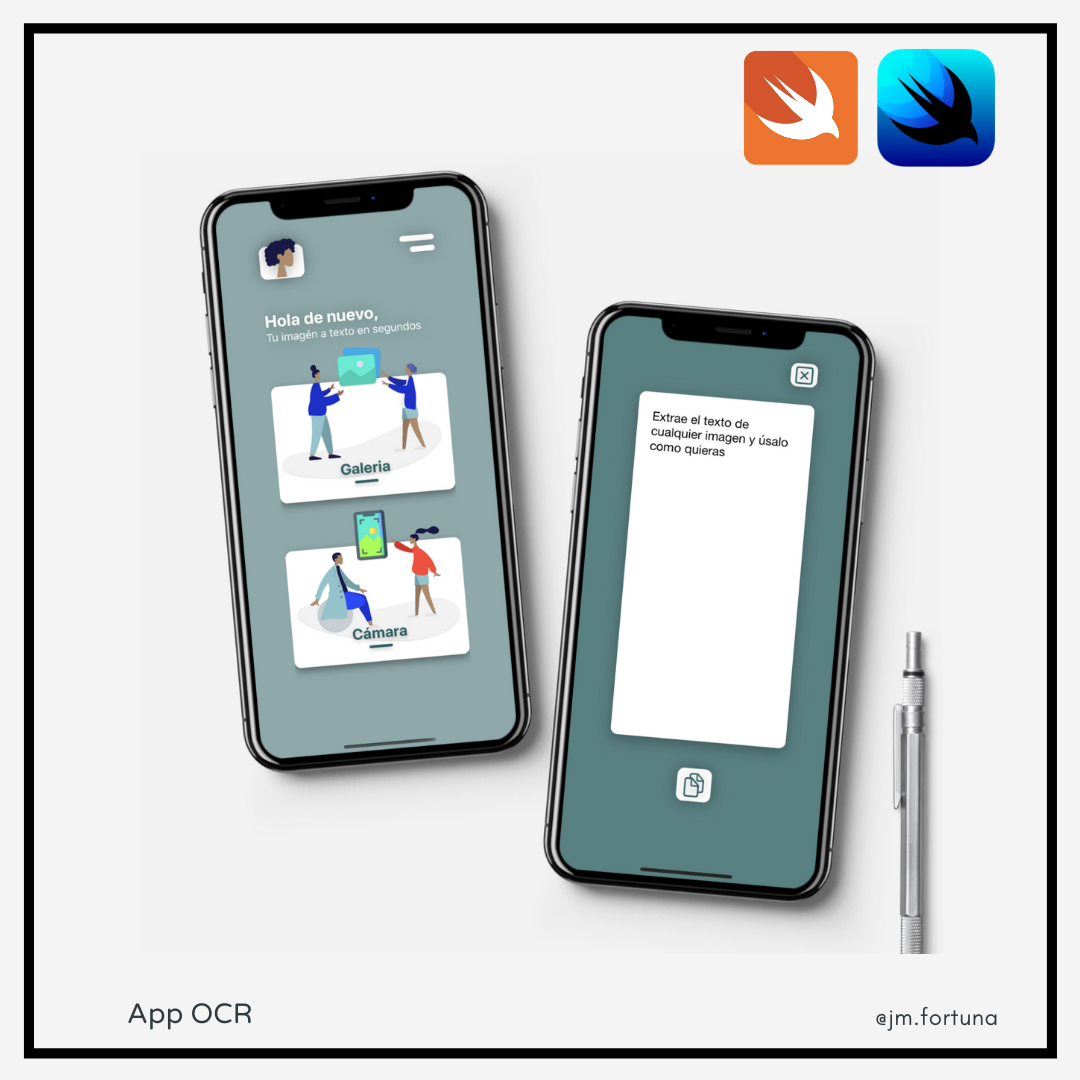 Hola de nuevo,
Tu imagén a texto en segundos
Galeria
Cámara
Extrae el texto de
cualquier imagen y úsalo
como quieras
App OCR
@jm.fortuna